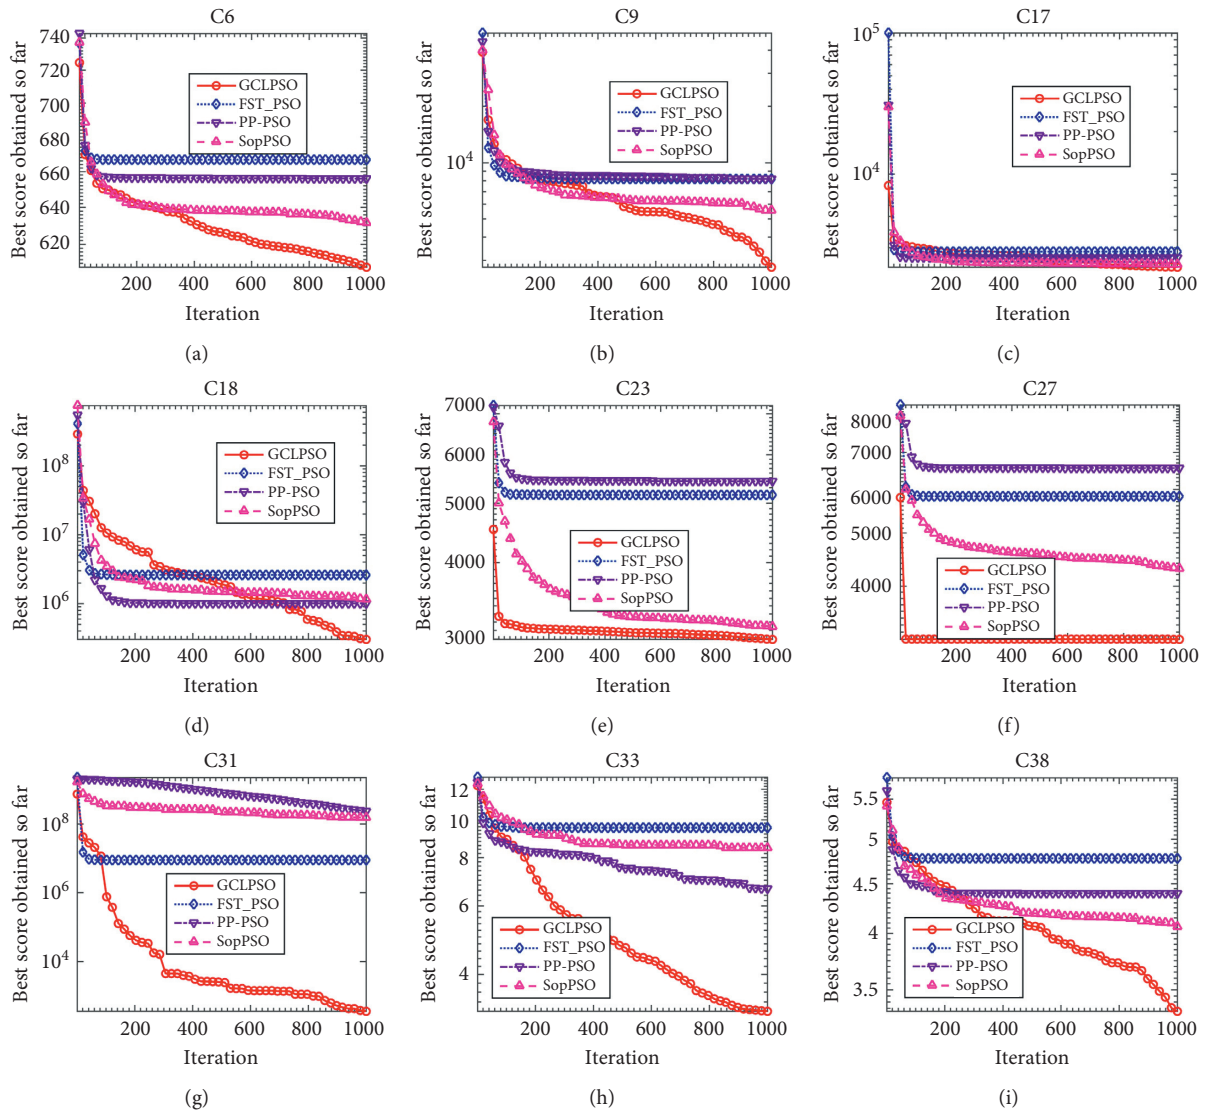 C6
Best score obtained so far
740
720
700
680
660
640
620
GCLPSO
FST_PSO
PP-PSO
SopPSO
200 400 600 800 1000
Iteration
(a)
C9
Best score obtained so far
10^4
GCLPSO
FST_PSO
PP-PSO
SopPSO
200 400 600 800 1000
Iteration
(b)
C17
Best score obtained so far
10^5
10^4
GCLPSO
FST_PSO
PP-PSO
SopPSO
200 400 600 800 1000
Iteration
(c)
C18
Best score obtained so far
10^8
10^7
10^6
GCLPSO
FST_PSO
PP-PSO
SopPSO
200 400 600 800 1000
Iteration
(d)
C23
Best score obtained so far
7000
6000
5000
4000
3000
GCLPSO
FST_PSO
PP-PSO
SopPSO
200 400 600 800 1000
Iteration
(e)
C27
Best score obtained so far
8000
7000
6000
5000
4000
GCLPSO
FST_PSO
PP-PSO
SopPSO
200 400 600 800 1000
Iteration
(f)
C31
Best score obtained so far
10^8
10^6
10^4
GCLPSO
FST_PSO
PP-PSO
SopPSO
200 400 600 800 1000
Iteration
(g)
C33
Best score obtained so far
12
10
8
6
4
GCLPSO
FST_PSO
PP-PSO
SopPSO
200 400 600 800 1000
Iteration
(h)
C38
Best score obtained so far
5.5
5
4.5
4
3.5
GCLPSO
FST_PSO
PP-PSO
SopPSO
200 400 600 800 1000
Iteration
(i)